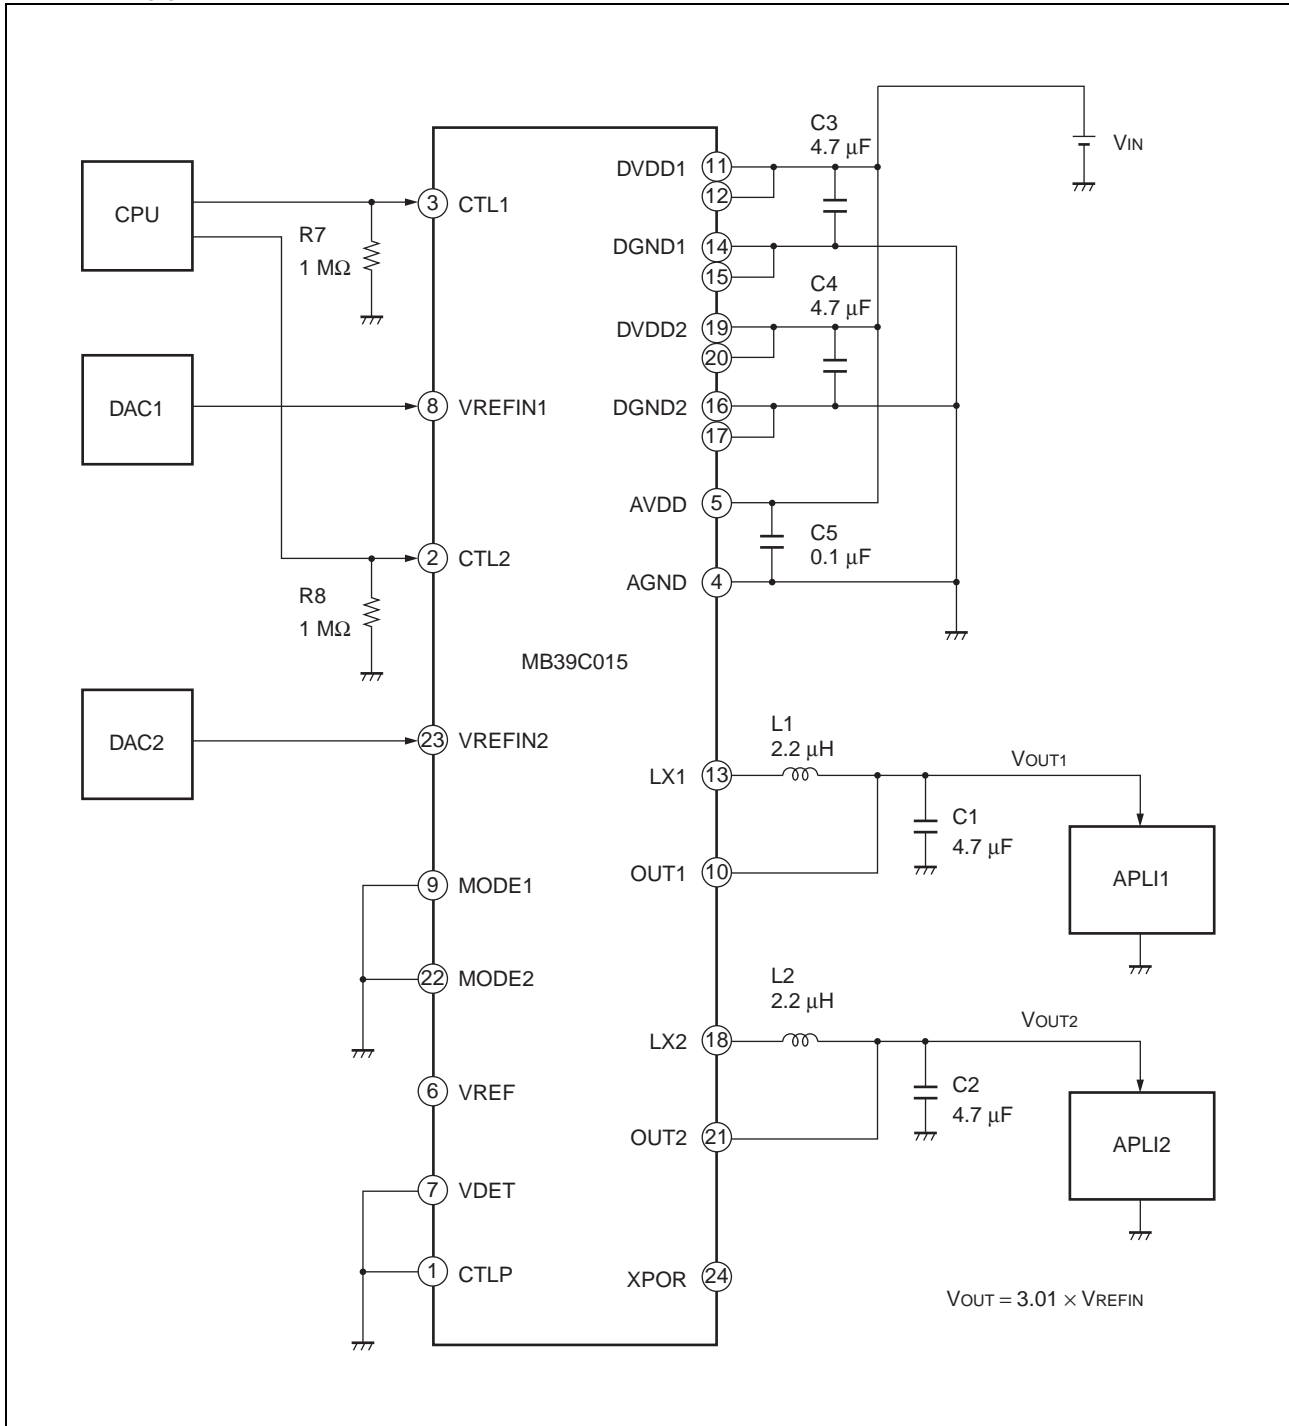 CPU
R7
1 MΩ
3
CTL1
DAC1
8
VREFIN1
2
CTL2
R8
1 MΩ
DAC2
23
VREFIN2
9
MODE1
22
MODE2
6
VREF
7
VDET
1
CTLP
MB39C015
DVDD1
11
12
DGND1
14
15
DVDD2
19
20
DGND2
16
17
AVDD
5
AGND
4
C3
4.7 μF
C4
4.7 μF
C5
0.1 μF
VIN
LX1
13
L1
2.2 μH
VOUT1
C1
4.7 μF
OUT1
10
APLI1
LX2
18
L2
2.2 μH
VOUT2
C2
4.7 μF
OUT2
21
APLI2
XPOR
24
VOUT = 3.01 × VREFIN